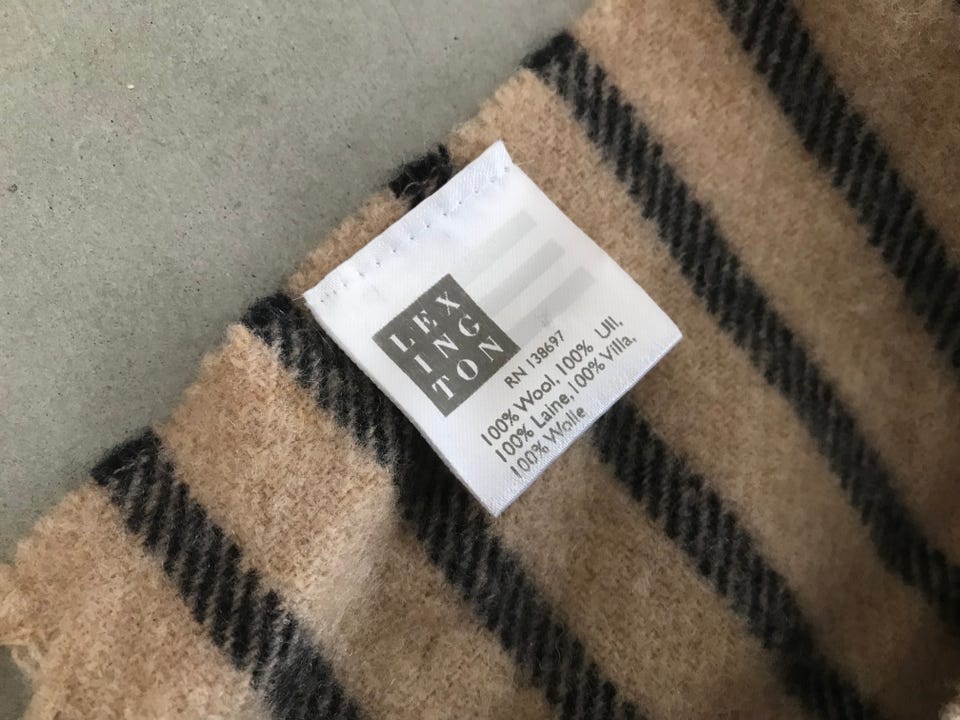 LEX
ING
TON
RN 138697
100% Wool, 100% Ull,
100% Laine, 100% Villa,
100% Wolle